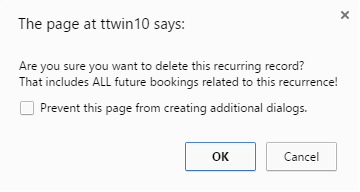 The page at ttwin10 says:
Are you sure you want to delete this recurring record?
That includes ALL future bookings related to this recurrence!
Prevent this page from creating additional dialogs.
OK
Cancel